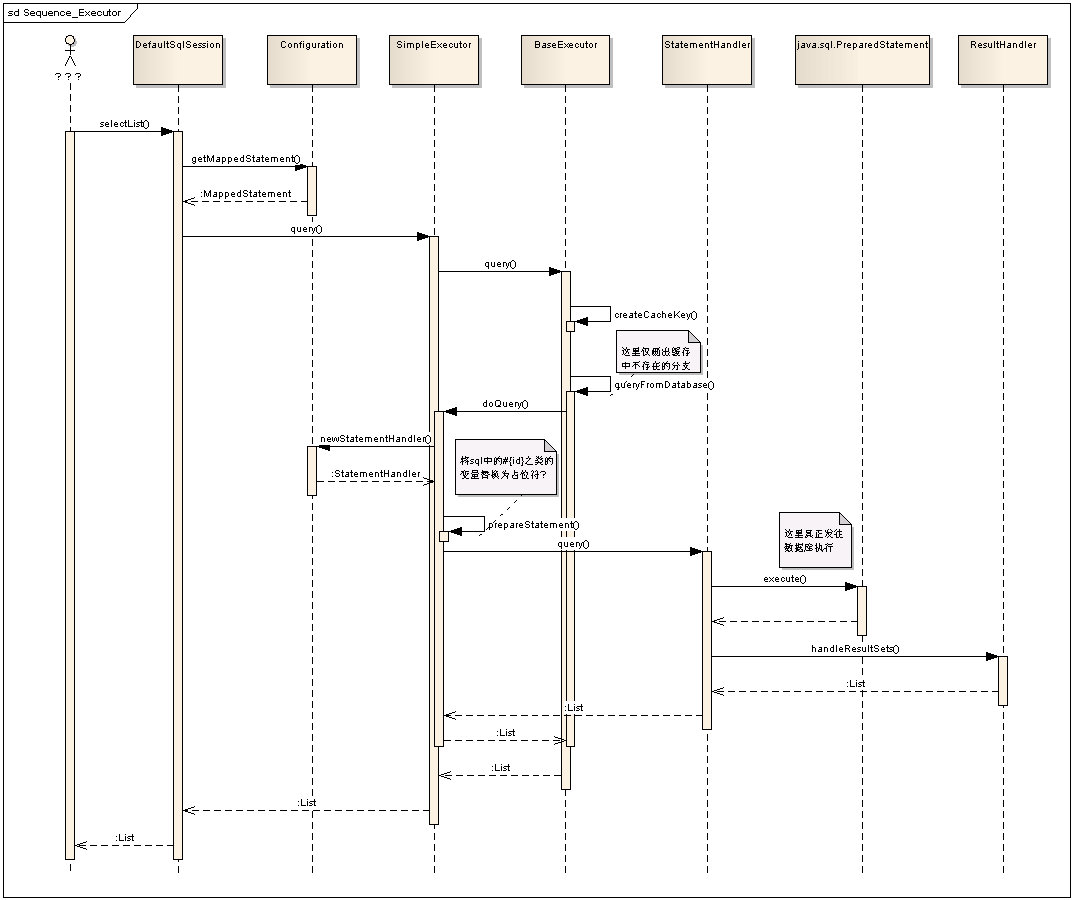 sd Sequence_Executor
???
DefaultSqlSession
Configuration
SimpleExecutor
BaseExecutor
StatementHandler
java.sql.PreparedStatement
ResultHandler
selectList()
getMappedStatement()
:MappedStatement
query()
query()
createCacheKey()
这里仅画出缓存
中不存在的分支
queryFromDatabase()
doQuery()
newStatementHandler()
:StatementHandler
将sql中的#{id}之类的
变量替换为占位符?
prepareStatement()
query()
这里真正发往
数据库执行
execute()
handleResultSets()
:List
:List
:List
:List
:List
:List